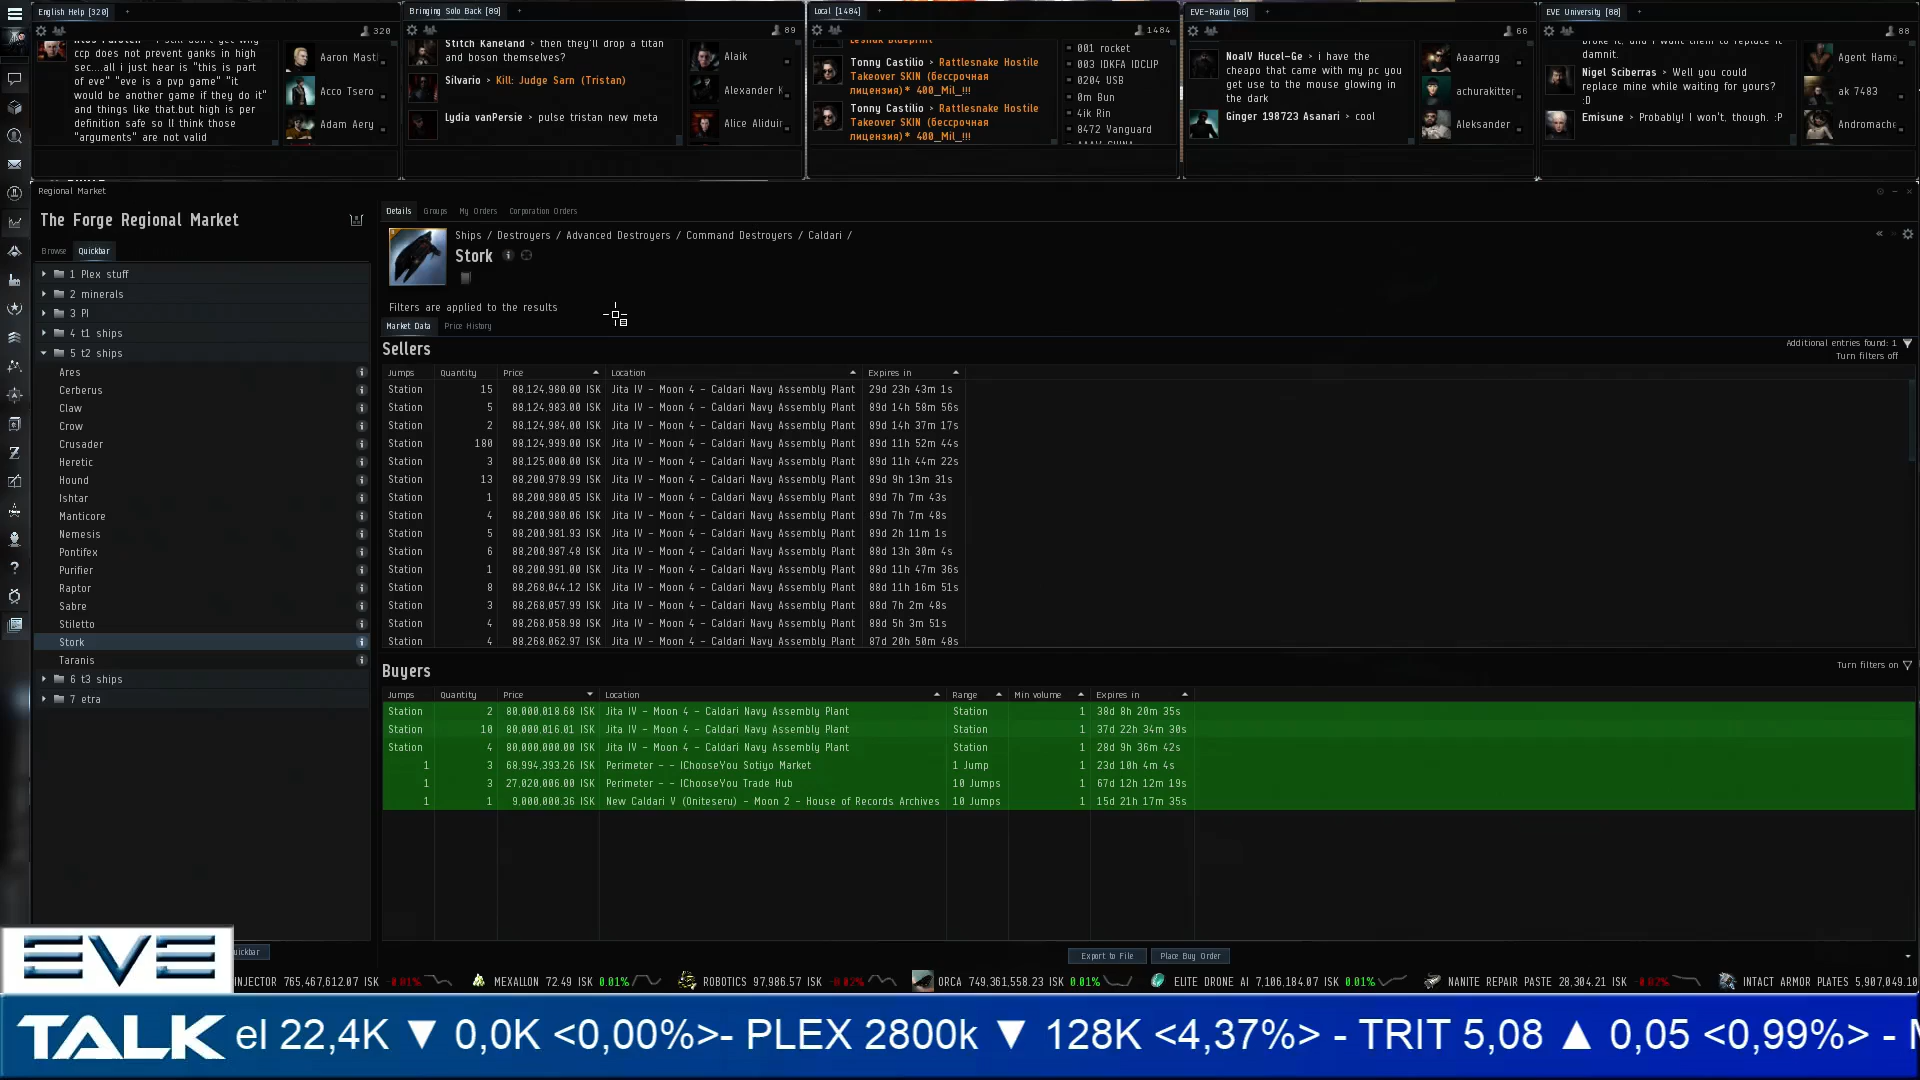 English Help [320]
ccp does not prevent ganks in high
sec....all i just hear is "this is part
of eve" "eve is a pvp game" "it
would be another game if they do it"
and things like that but high is per
definition safe so ll think those
"arguments" are not valid
320
Aaron Mast
Acco Tsero
Adam Aery
Bringing Solo Back [89]
Stitch Kaneland > then they'll drop a titan
and boson themselves?
Silvario > Kill: Judge Sarn (Tristan)
Lydia vanPersie > pulse tristan new meta
89
Alaik
Alexander K
Alice Aliduir
Local [1484]
Tonny Castilio > Rattlesnake Hostile
Takeover SKIN (бессрочная
лицензия)* 400_Mil_!!!
Tonny Castilio > Rattlesnake Hostile
Takeover SKIN (бессрочная
лицензия)* 400_Mil_!!!
1484
001 rocket
003 IDKFA IDCLIP
0204 USB
0m Bun
4ik Rin
8472 Vanguard
EVE-Radio [66]
NoalV Hucel-Ge > i have the
cheapo that came with my pc you
get use to the mouse glowing in
the dark
Ginger 198723 Asanari > cool
66
Aaaarrgg
achurakitter
Aleksander
EVE University [88]
damnit.
Nigel Sciberras > Well you could
replace mine while waiting for yours?
:D
Emisune > Probably! I won't, though. :P
88
Agent Hama
ak 7483
Andromache
Regional Market
The Forge Regional Market
Browse Quickbar
1 Plex stuff
2 minerals
3 PI
4 t1 ships
5 t2 ships
Ares
Cerberus
Claw
Crow
Crusader
Heretic
Hound
Ishtar
Manticore
Nemesis
Pontifex
Purifier
Raptor
Sabre
Stiletto
Stork
Taranis
6 t3 ships
7 etra
Details Groups My Orders Corporation Orders
Ships / Destroyers / Advanced Destroyers / Command Destroyers / Caldari /
Stork
Filters are applied to the results
Market Data Price History
Sellers
Additional entries found: 1
Turn filters off
Jumps Quantity Price Location Expires in
Station 15 88,124,980.00 ISK Jita IV - Moon 4 - Caldari Navy Assembly Plant 29d 23h 43m 1s
Station 5 88,124,983.00 ISK Jita IV - Moon 4 - Caldari Navy Assembly Plant 89d 14h 58m 56s
Station 2 88,124,984.00 ISK Jita IV - Moon 4 - Caldari Navy Assembly Plant 89d 14h 37m 17s
Station 180 88,124,999.00 ISK Jita IV - Moon 4 - Caldari Navy Assembly Plant 89d 11h 52m 44s
Station 3 88,125,000.00 ISK Jita IV - Moon 4 - Caldari Navy Assembly Plant 89d 11h 44m 22s
Station 13 88,200,978.99 ISK Jita IV - Moon 4 - Caldari Navy Assembly Plant 89d 9h 13m 31s
Station 1 88,200,980.05 ISK Jita IV - Moon 4 - Caldari Navy Assembly Plant 89d 7h 7m 43s
Station 4 88,200,980.06 ISK Jita IV - Moon 4 - Caldari Navy Assembly Plant 89d 7h 7m 48s
Station 5 88,200,981.93 ISK Jita IV - Moon 4 - Caldari Navy Assembly Plant 89d 2h 11m 1s
Station 6 88,200,987.48 ISK Jita IV - Moon 4 - Caldari Navy Assembly Plant 88d 13h 30m 4s
Station 1 88,200,991.00 ISK Jita IV - Moon 4 - Caldari Navy Assembly Plant 88d 11h 47m 36s
Station 8 88,268,044.12 ISK Jita IV - Moon 4 - Caldari Navy Assembly Plant 88d 11h 16m 51s
Station 3 88,268,057.99 ISK Jita IV - Moon 4 - Caldari Navy Assembly Plant 88d 7h 2m 48s
Station 4 88,268,058.98 ISK Jita IV - Moon 4 - Caldari Navy Assembly Plant 88d 5h 3m 51s
Station 4 88,268,062.97 ISK Jita IV - Moon 4 - Caldari Navy Assembly Plant 87d 20h 50m 48s
Buyers
Turn filters on
Jumps Quantity Price Location Range Min volume Expires in
Station 2 80,000,018.68 ISK Jita IV - Moon 4 - Caldari Navy Assembly Plant Station 1 38d 8h 20m 35s
Station 10 80,000,016.01 ISK Jita IV - Moon 4 - Caldari Navy Assembly Plant Station 1 37d 22h 34m 30s
Station 4 80,000,000.00 ISK Jita IV - Moon 4 - Caldari Navy Assembly Plant Station 1 28d 9h 36m 42s
1 3 68,994,393.26 ISK Perimeter - - IChooseYou Sotiyo Market 1 Jump 1 23d 10h 4m 4s
1 3 27,020,006.00 ISK Perimeter - - IChooseYou Trade Hub 10 Jumps 1 67d 12h 12m 19s
1 1 9,000,000.36 ISK New Caldari V (Oniteseru) - Moon 2 - House of Records Archives 10 Jumps 1 15d 21h 17m 35s
uickbar
Export to File Place Buy Order
EVE
INJECTOR 765,467,612.07 ISK -0.01% MEXALLON 72.49 ISK 0.01% ROBOTICS 97,986.57 ISK -0.02% ORCA 749,361,558.23 ISK 0.01% ELITE DRONE AI 7,106,184.07 ISK 0.01% NANITE REPAIR PASTE 28,304.21 ISK -0.02% INTACT ARMOR PLATES 5,907,049.10
TALK el 22,4K ▼ 0,0K <0,00%>- PLEX 2800k ▼ 128K <4,37%> - TRIT 5,08 ▲ 0,05 <0,99%> - M